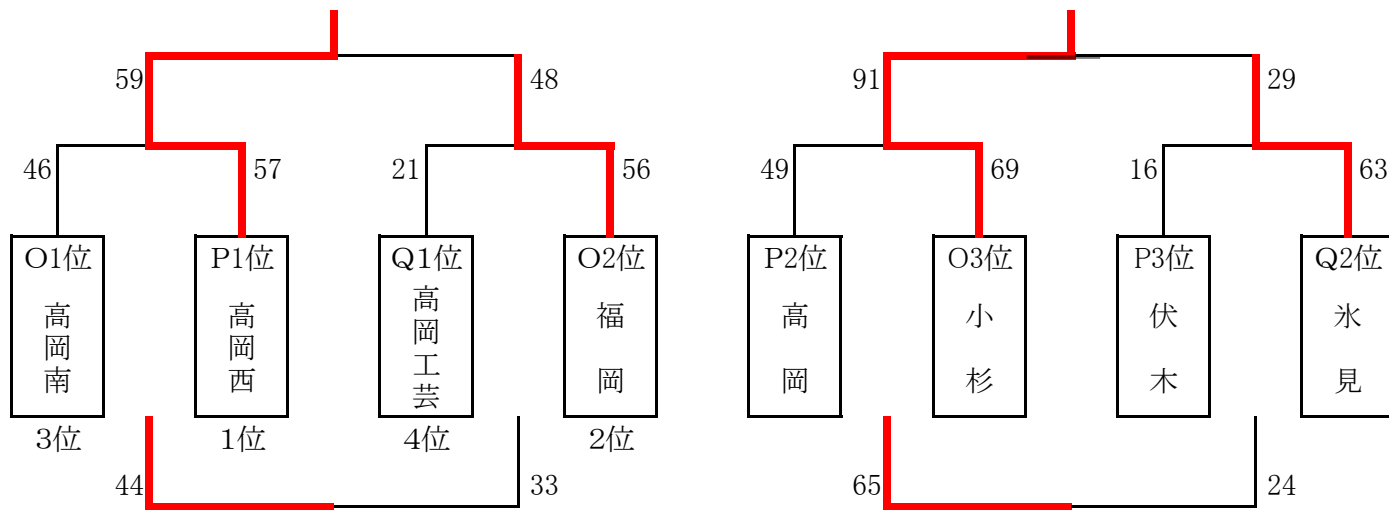 59
48
91
29
46
57
21
56
49
69
16
63
O1位
P1位
Q1位
O2位
P2位
O3位
P3位
Q2位
高岡南
高岡西
高岡工芸
福岡
高岡
小杉
伏木
氷見
3位
1位
4位
2位
44
33
65
24